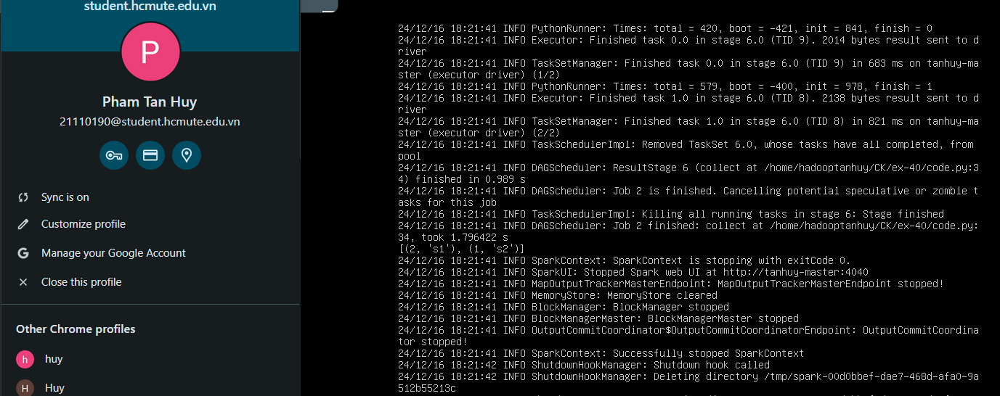 student.hcmute.edu.vn
P
Pham Tan Huy
21110190@student.hcmute.edu.vn
Sync is on
Customize profile
G
Manage your Google Account
Close this profile
Other Chrome profiles
h
huy
H
Huy
24/12/16 18:21:41 INFO PythonRunner: Times: total = 420, boot = -421, init = 841, finish = 0
24/12/16 18:21:41 INFO Executor: Finished task 0.0 in stage 6.0 (TID 9). 2014 bytes result sent to d
river
24/12/16 18:21:41 INFO TaskSetManager: Finished task 0.0 in stage 6.0 (TID 9) in 683 ms on tanhuy-ma
ster (executor driver) (1/2)
24/12/16 18:21:41 INFO PythonRunner: Times: total = 579, boot = -400, init = 978, finish = 1
24/12/16 18:21:41 INFO Executor: Finished task 1.0 in stage 6.0 (TID 8). 2138 bytes result sent to d
river
24/12/16 18:21:41 INFO TaskSetManager: Finished task 1.0 in stage 6.0 (TID 8) in 821 ms on tanhuy-ma
ster (executor driver) (2/2)
24/12/16 18:21:41 INFO TaskSchedulerImpl: Removed TaskSet 6.0, whose tasks have all completed, from
pool
24/12/16 18:21:41 INFO DAGScheduler: ResultStage 6 (collect at /home/hadooptanhuy/CK/ex-40/code.py:3
4) finished in 0.989 s
24/12/16 18:21:41 INFO DAGScheduler: Job 2 is finished. Cancelling potential speculative or zombie t
asks for this job
24/12/16 18:21:41 INFO TaskSchedulerImpl: Killing all running tasks in stage 6: Stage finished
24/12/16 18:21:41 INFO DAGScheduler: Job 2 finished: collect at /home/hadooptanhuy/CK/ex-40/code.py:
34, took 1.796422 s
[(2, 's1'), (1, 's2')]
24/12/16 18:21:41 INFO SparkContext: SparkContext is stopping with exitCode 0.
24/12/16 18:21:41 INFO SparkUI: Stopped Spark web UI at http://tanhuy-master:4040
24/12/16 18:21:41 INFO MapOutputTrackerMasterEndpoint: MapOutputTrackerMasterEndpoint stopped!
24/12/16 18:21:41 INFO MemoryStore: MemoryStore cleared
24/12/16 18:21:41 INFO BlockManager: BlockManager stopped
24/12/16 18:21:41 INFO BlockManagerMaster: BlockManagerMaster stopped
24/12/16 18:21:41 INFO OutputCommitCoordinator$OutputCommitCoordinatorEndpoint: OutputCommitCoordina
tor stopped!
24/12/16 18:21:41 INFO SparkContext: Successfully stopped SparkContext
24/12/16 18:21:42 INFO ShutdownHookManager: Shutdown hook called
24/12/16 18:21:42 INFO ShutdownHookManager: Deleting directory /tmp/spark-00d0bbef-dae7-468d-afa0-9a
512b55213c